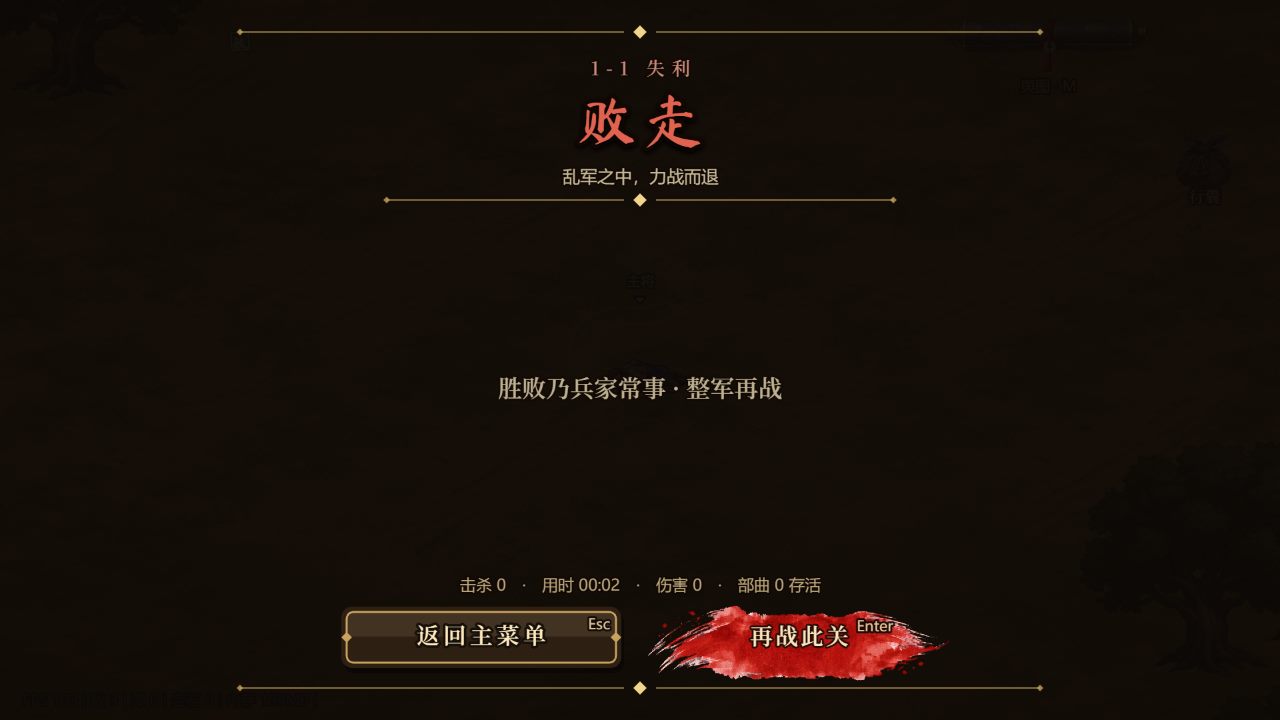 1-1 失利
败走
乱军之中，力战而退
主将
胜败乃兵家常事·整军再战
击杀 0 · 用时 00:02 · 伤害 0 · 部曲 0 存活
返回主菜单 Esc
再战此关 Enter